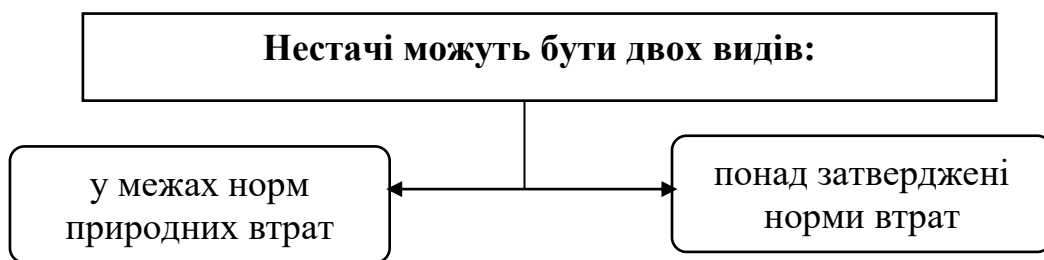 Нестачі можуть бути двох видів:
у межах норм
природних втрат
понад затверджені
норми втрат